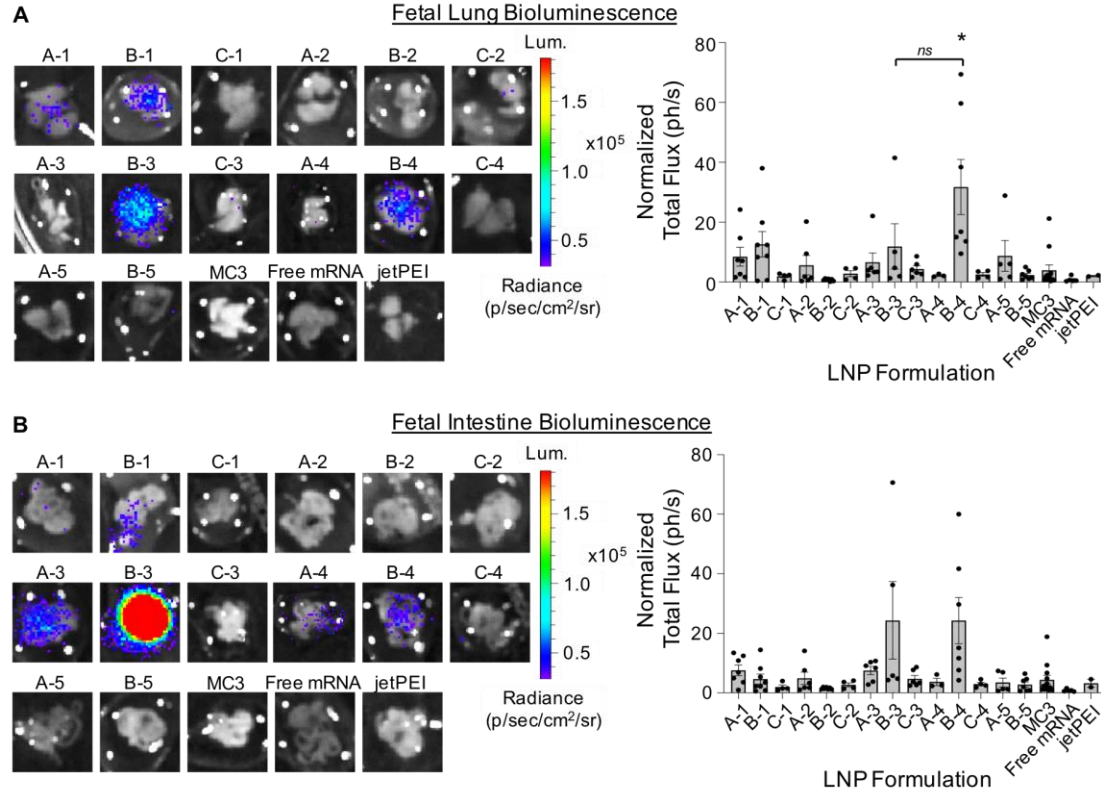 A
Fetal Lung Bioluminescence
A-1 B-1 C-1 A-2 B-2 C-2
A-3 B-3 C-3 A-4 B-4 C-4
A-5 B-5 MC3 Free mRNA jetPEI
Lum.
1.5
x10⁵
1.0
0.5
Radiance
(p/sec/cm²/sr)
Normalized
Total Flux (ph/s)
80
60
40
20
0
ns
*
A-1 B-1 C-1 A-2 B-2 C-2 A-3 B-3 C-3 A-4 B-4 C-4 A-5 B-5 MC3 Free mRNA jetPEI
LNP Formulation
B
Fetal Intestine Bioluminescence
A-1 B-1 C-1 A-2 B-2 C-2
A-3 B-3 C-3 A-4 B-4 C-4
A-5 B-5 MC3 Free mRNA jetPEI
Lum.
1.5
x10⁵
1.0
0.5
Radiance
(p/sec/cm²/sr)
Normalized
Total Flux (ph/s)
80
60
40
20
0
A-1 B-1 C-1 A-2 B-2 C-2 A-3 B-3 C-3 A-4 B-4 C-4 A-5 B-5 MC3 Free mRNA jetPEI
LNP Formulation